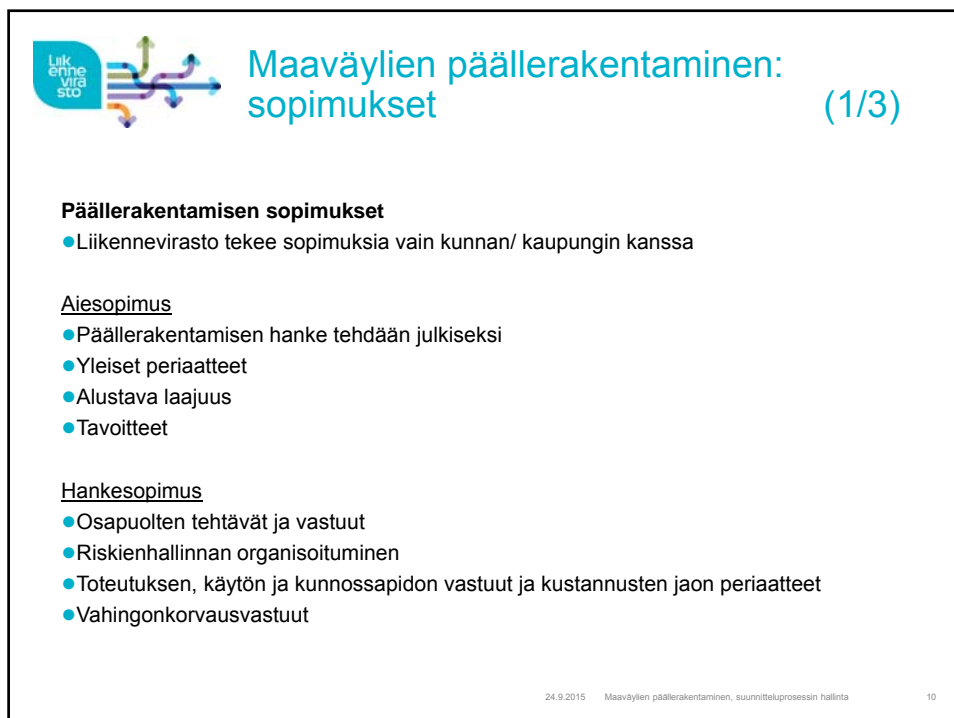 Liik
enne
vira
sto
Maaväylien päällerakentaminen:
sopimukset (1/3)
Päällerakentamisen sopimukset
●Liikennevirasto tekee sopimuksia vain kunnan/ kaupungin kanssa
Aiesopimus
●Päällerakentamisen hanke tehdään julkiseksi
●Yleiset periaatteet
●Alustava laajuus
●Tavoitteet
Hankesopimus
●Osapuolten tehtävät ja vastuut
●Riskienhallinnan organisoituminen
●Toteutuksen, käytön ja kunnossapidon vastuut ja kustannusten jaon periaatteet
●Vahingonkorvausvastuut
24.9.2015 Maaväylien päällerakentaminen, suunnitteluprosessin hallinta 10